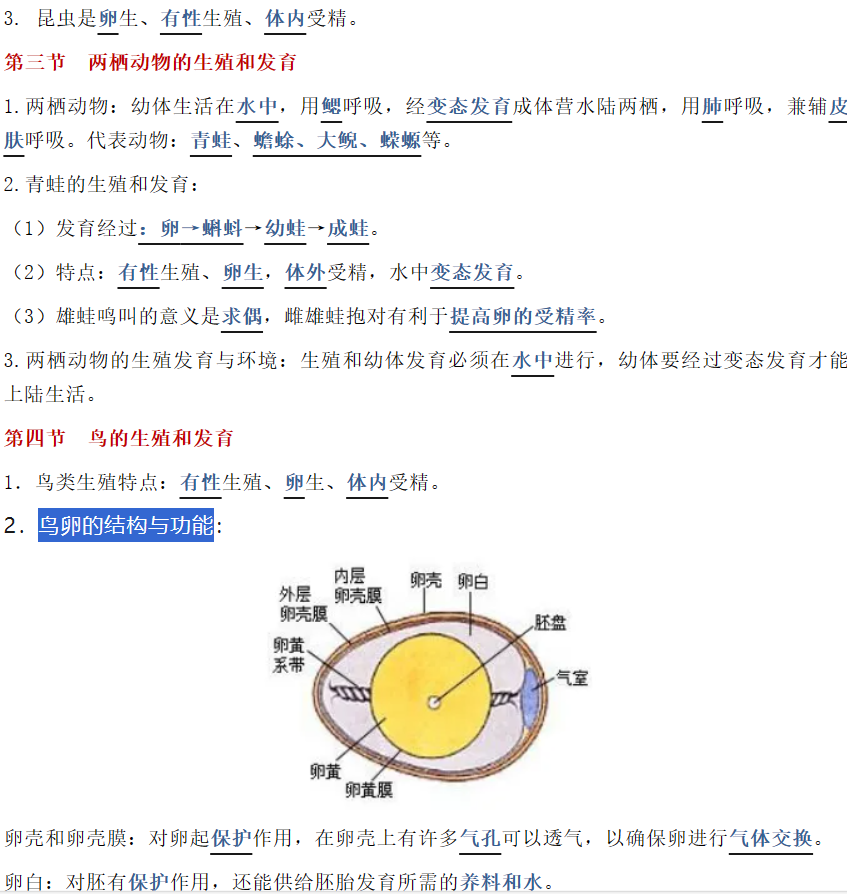 3. 昆虫是卵生、有性生殖、体内受精。
第三节 两栖动物的生殖和发育
1.两栖动物：幼体生活在水中，用鳃呼吸，经变态发育成体营水陆两栖，用肺呼吸，兼辅皮
肤呼吸。代表动物：青蛙、蟾蜍、大鲵、蝾螈等。
2.青蛙的生殖和发育：
（1）发育经过：卵→蝌蚪→幼蛙→成蛙。
（2）特点：有性生殖、卵生，体外受精，水中变态发育。
（3）雄蛙鸣叫的意义是求偶，雌雄蛙抱对有利于提高卵的受精率。
3.两栖动物的生殖发育与环境：生殖和幼体发育必须在水中进行，幼体要经过变态发育才能
上陆生活。
第四节 鸟的生殖和发育
1. 鸟类生殖特点：有性生殖、卵生、体内受精。
2．鸟卵的结构与功能:
内层
卵壳膜
卵壳
卵白
外层
卵壳膜
胚盘
卵黄
系带
气室
卵黄
卵黄膜
卵壳和卵壳膜：对卵起保护作用，在卵壳上有许多气孔可以透气，以确保卵进行气体交换。
卵白：对胚有保护作用，还能供给胚胎发育所需的养料和水。